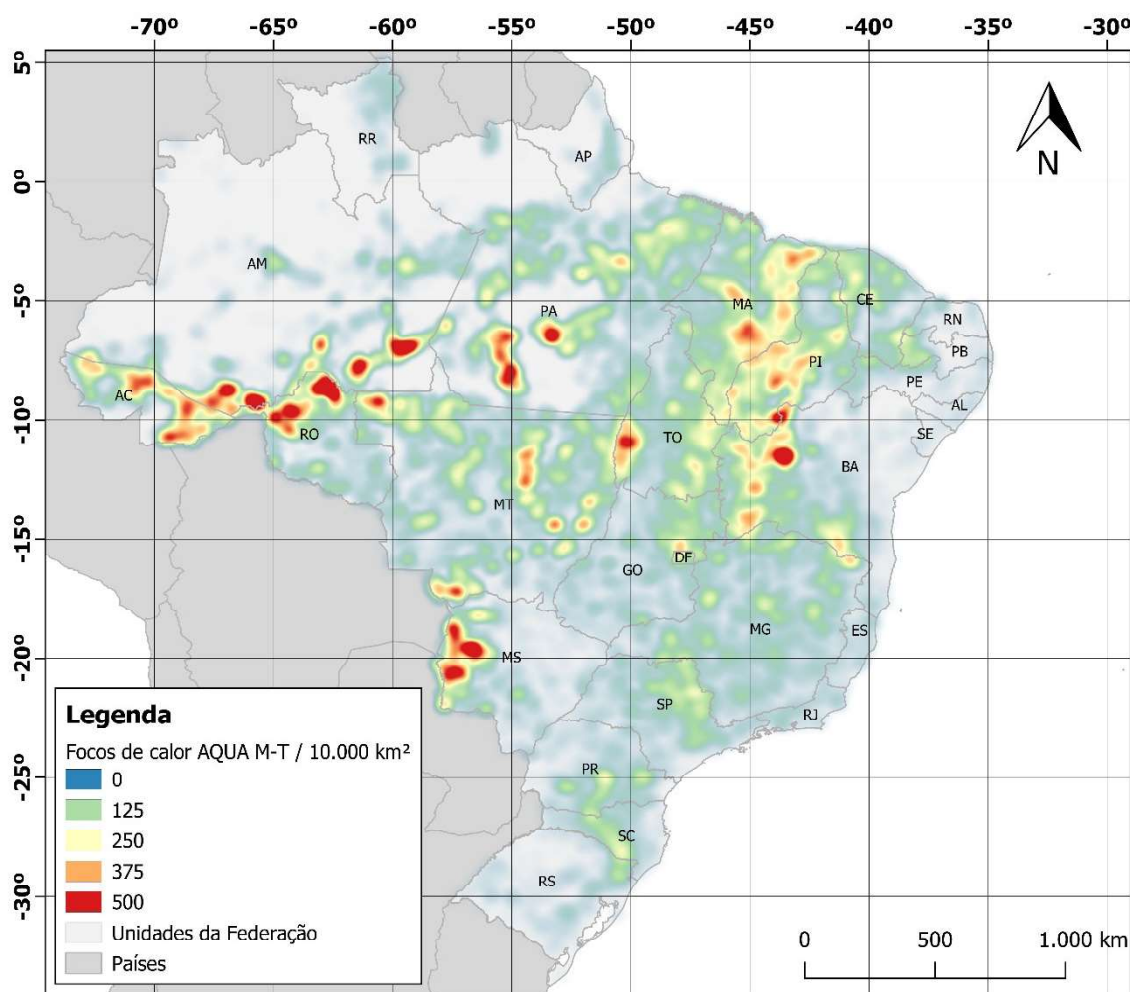 -70º -65º -60º -55º -50º -45º -40º -35º -30º
5º
0º
-5º
-10º
-15º
-20º
-25º
-30º
N
RR
AP
AM
PA
MA
CE
RN
PB
PI
PE
AC
AL
SE
RO
TO
BA
MT
DF
GO
MG
ES
MS
SP
RJ
PR
SC
RS
Legenda
Focos de calor AQUA M-T / 10.000 km²
0
125
250
375
500
Unidades da Federação
Países
0 500 1.000 km